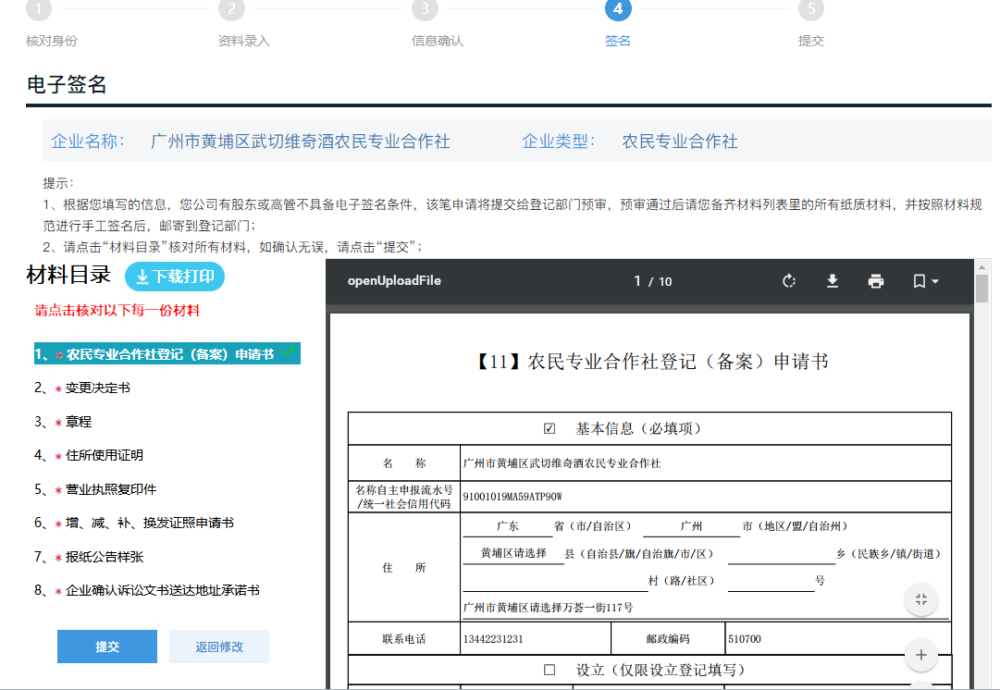 1 2 3 4 5
核对身份 资料录入 信息确认 签名 提交
电子签名
企业名称： 广州市黄埔区武切维奇酒农民专业合作社 企业类型： 农民专业合作社
提示：
1、根据您填写的信息，您公司有股东或高管不具备电子签名条件，该笔申请将提交给登记部门预审，预审通过后请您备齐材料列表里的所有纸质材料，并按照材料规
范进行手工签名后，邮寄到登记部门；
2、请点击“材料目录”核对所有材料，如确认无误，请点击“提交”；
材料目录 下载打印
请点击核对以下每一份材料
1、* 农民专业合作社登记（备案）申请书
2、* 变更决定书
3、* 章程
4、* 住所使用证明
5、* 营业执照复印件
6、* 增、减、补、换发证照申请书
7、* 报纸公告样张
8、* 企业确认诉讼文书送达地址承诺书
提交 返回修改
openUploadFile 1 / 10
【11】农民专业合作社登记（备案）申请书
☑ 基本信息（必填项）
名 称 广州市黄埔区武切维奇酒农民专业合作社
名称自主申报流水号
/统一社会信用代码 91001019MA59ATP90W
住 所 广东 省（市/自治区） 广州 市（地区/盟/自治州）
黄埔区请选择 县（自治县/旗/自治旗/市/区） 乡（民族乡/镇/街道）
村（路/社区） 号
广州市黄埔区请选择万荟一街117号
联系电话 13442231231 邮政编码 510700
☐ 设立（仅限设立登记填写）